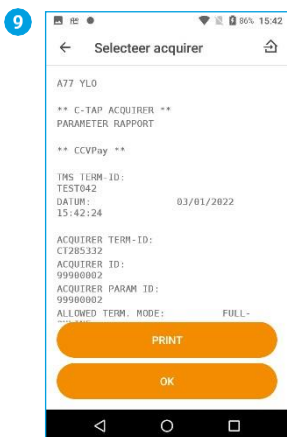 9
86% 15:42
Selecteer acquirer
A77 YLO
** C-TAP ACQUIRER **
PARAMETER RAPPORT
** CCVPay **
TMS TERM-ID:
TEST042
DATUM: 03/01/2022
15:42:24
ACQUIRER TERM-ID:
CT285332
ACQUIRER ID:
99900002
ACQUIRER PARAM ID:
99900002
ALLOWED TERM. MODE: FULL-
PRINT
OK